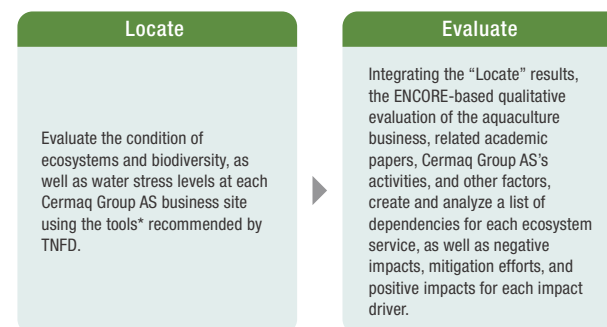 Locate
Evaluate the condition of
ecosystems and biodiversity, as
well as water stress levels at each
Cermaq Group AS business site
using the tools* recommended by
TNFD.
Evaluate
Integrating the “Locate” results,
the ENCORE-based qualitative
evaluation of the aquaculture
business, related academic
papers, Cermaq Group AS’s
activities, and other factors,
create and analyze a list of
dependencies for each ecosystem
service, as well as negative
impacts, mitigation efforts, and
positive impacts for each impact
driver.